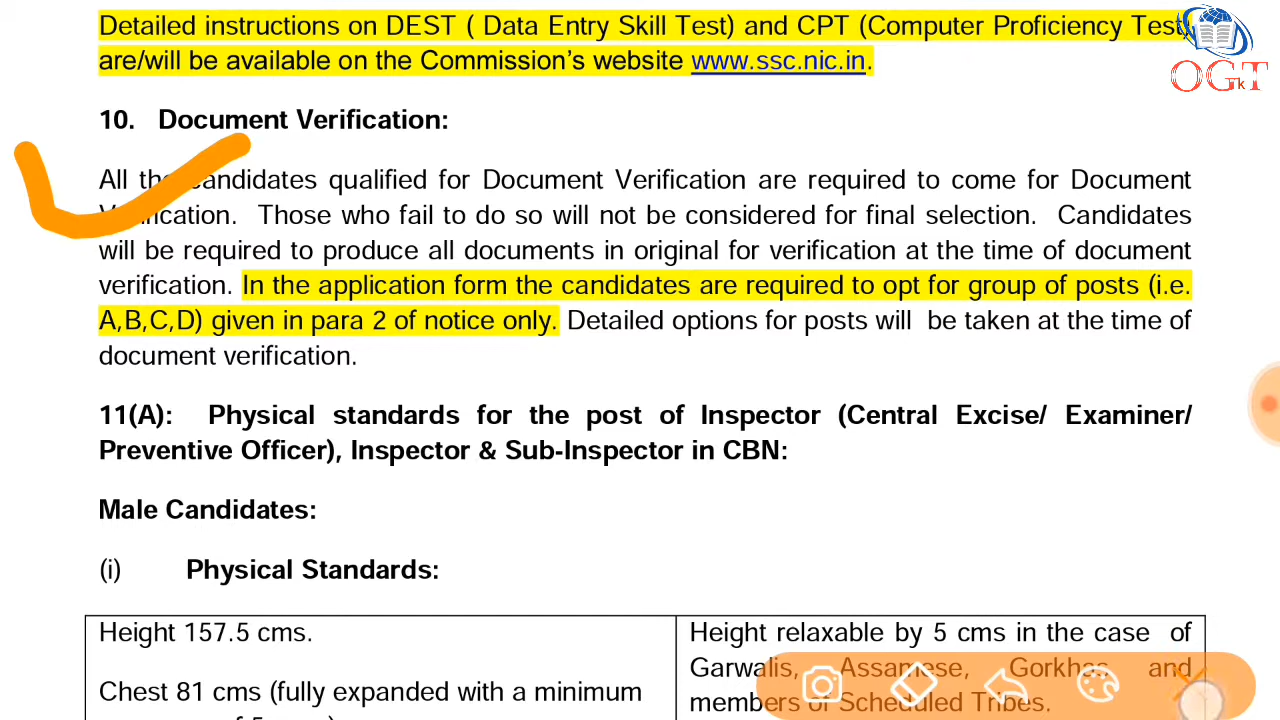 Detailed instructions on DEST ( Data Entry Skill Test) and CPT (Computer Proficiency Test)
are/will be available on the Commission's website www.ssc.nic.in.
10. Document Verification:
All the candidates qualified for Document Verification are required to come for Document
Verification. Those who fail to do so will not be considered for final selection. Candidates
will be required to produce all documents in original for verification at the time of document
verification. In the application form the candidates are required to opt for group of posts (i.e.
A,B,C,D) given in para 2 of notice only. Detailed options for posts will be taken at the time of
document verification.
11(A): Physical standards for the post of Inspector (Central Excise/ Examiner/
Preventive Officer), Inspector & Sub-Inspector in CBN:
Male Candidates:
(i) Physical Standards:
Height 157.5 cms.
Chest 81 cms (fully expanded with a minimum
Height relaxable by 5 cms in the case of
Garwalis, Assamese, Gorkhas and
members of Scheduled Tribes.
OGT